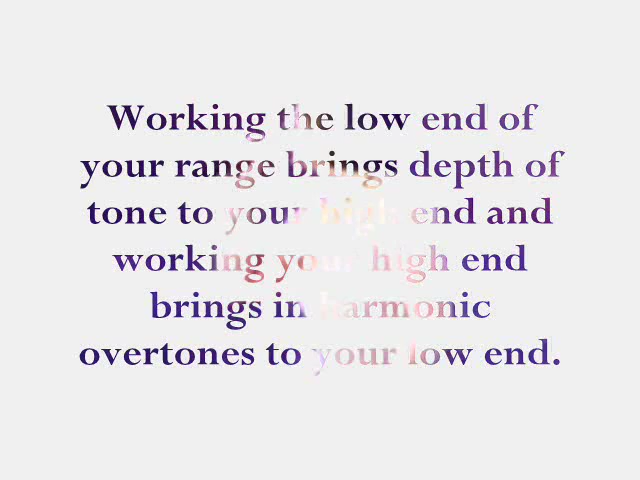 Working the low end of
your range brings depth of
tone to your high end and
working your high end
brings in harmonic
overtones to your low end.